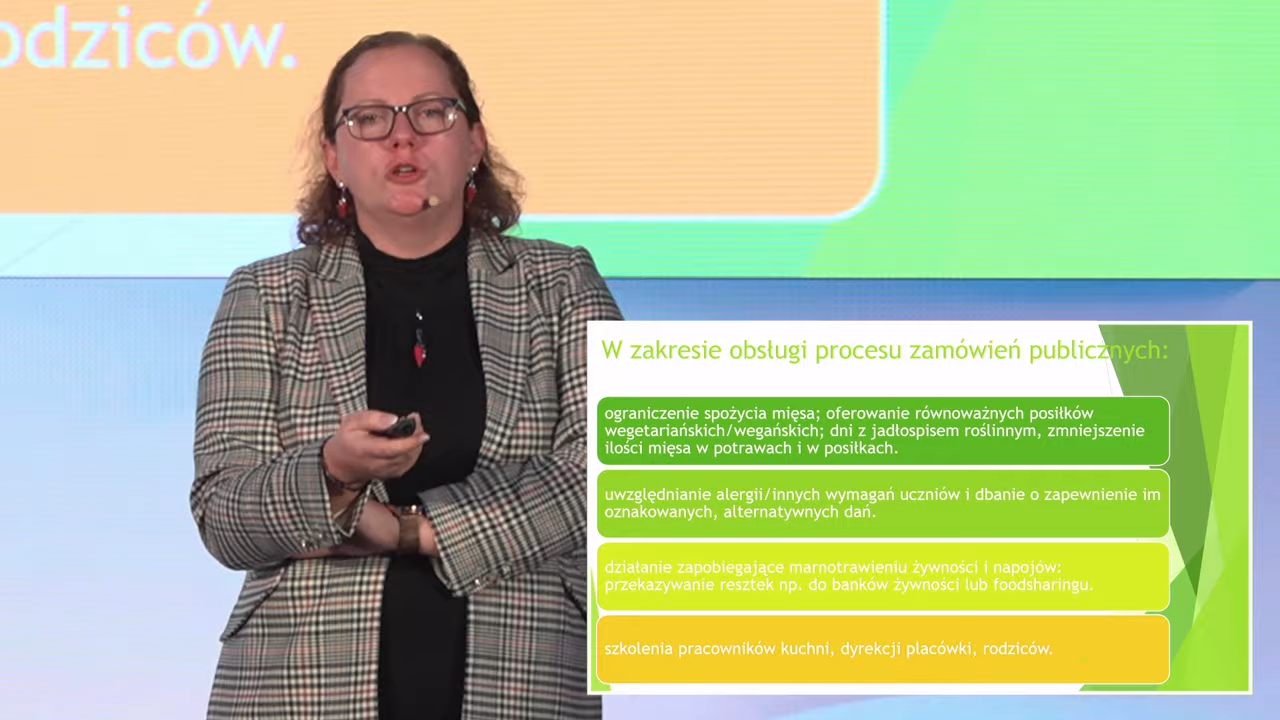 odziców.
W zakresie obsługi procesu zamówień publicznych:
ograniczenie spożycia mięsa; oferowanie równoważnych posiłków
wegetariańskich/wegańskich; dni z jadłospisem roślinnym, zmniejszenie
ilości mięsa w potrawach i w posiłkach.
uwzględnianie alergii/innych wymagań uczniów i dbanie o zapewnienie im
oznakowanych, alternatywnych dań.
działanie zapobiegające marnotrawieniu żywności i napojów:
przekazywanie resztek np. do banków żywności lub foodsharingu.
szkolenia pracowników kuchni, dyrekcji placówki, rodziców.